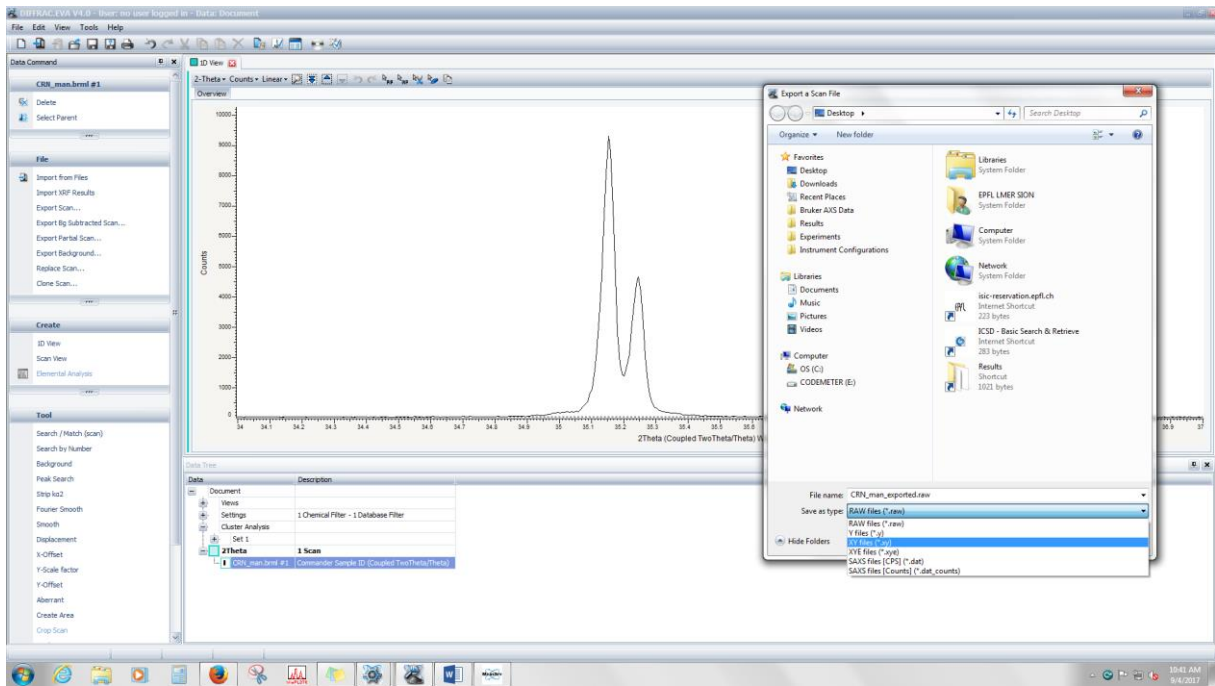 DIFFRAC.EVA V4.0 - User: no user logged in - Data: Document
File Edit View Tools Help
Data Command
CRN_man.brml #1
Delete
Select Parent
File
Import from Files
Import XRF Results
Export Scan...
Export Bg Subtracted Scan...
Export Partial Scan...
Export Background...
Replace Scan...
Clone Scan...
Create
1D View
Scan View
Elemental Analysis
Tool
Search / Match (scan)
Search by Number
Background
Peak Search
Strip kα2
Fourier Smooth
Smooth
Displacement
X-Offset
Y-Scale factor
Y-Offset
Aberrant
Create Area
Crop Scan
1D View
2-Theta Counts Linear
Overview
10000
9000
8000
7000
6000
5000
4000
3000
2000
1000
0
Counts
34 34.1 34.2 34.3 34.4 34.5 34.6 34.7 34.8 34.9 35 35.1 35.2 35.3 35.4 35.5 35.6
36.9 37
2Theta (Coupled TwoTheta/Theta) W
Data Tree
Data Description
Document
Views
Settings 1 Chemical Filter - 1 Database Filter
Cluster Analysis
Set 1
2Theta 1 Scan
CRN_man.brml #1 Commander Sample ID (Coupled TwoTheta/Theta)
Export a Scan File
Desktop
Search Desktop
Organize New folder
Favorites
Desktop
Downloads
Recent Places
Bruker AXS Data
Results
Experiments
Instrument Configurations
Libraries
Documents
Music
Pictures
Videos
Computer
OS (C:)
CODEMETER (E:)
Network
Libraries
System Folder
EPFL LMER SION
System Folder
Computer
System Folder
Network
System Folder
isic-reservation.epfl.ch
Internet Shortcut
223 bytes
ICSD - Basic Search & Retrieve
Internet Shortcut
283 bytes
Results
Shortcut
1021 bytes
File name: CRN_man_exported.raw
Save as type: RAW files (*.raw)
RAW files (*.raw)
Y files (*.y)
XY files (*.xy)
XYE files (*.xye)
SAXS files [CPS] (*.dat)
SAXS files [Counts] (*.dat_counts)
Hide Folders
10:41 AM
9/4/2017